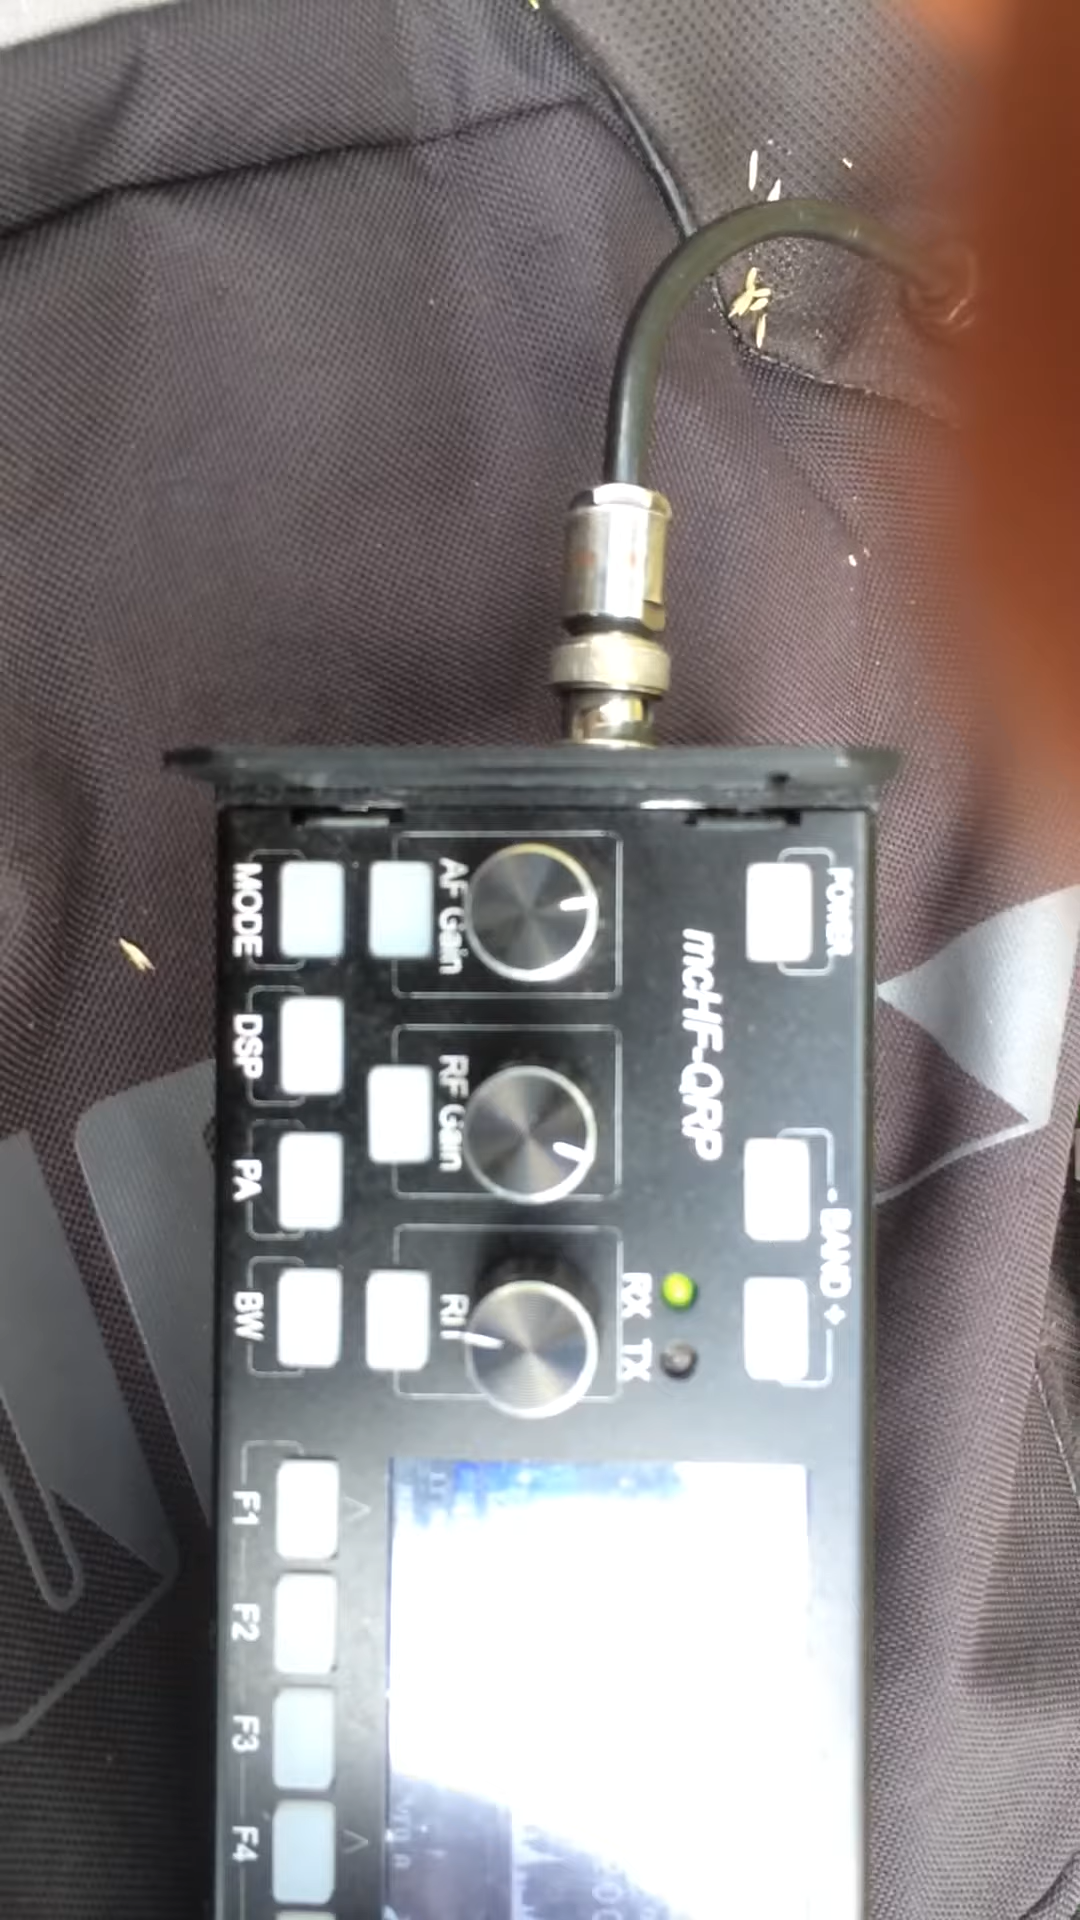 POWER
- BAND +
mcHF-QRP
RX TX
AF Gain
RF Gain
RIT
MODE
DSP
PA
BW
F1
F2
F3
F4